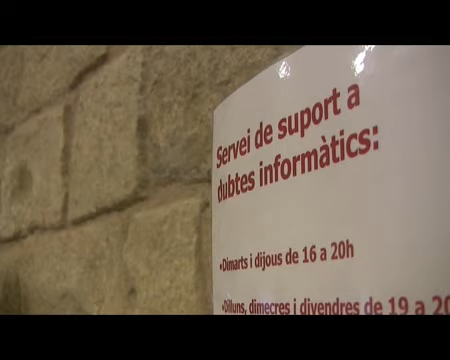 Servei de suport a
dubtes informàtics:
•Dimarts i dijous de 16 a 20h
•Dilluns, dimecres i divendres de 19 a 20